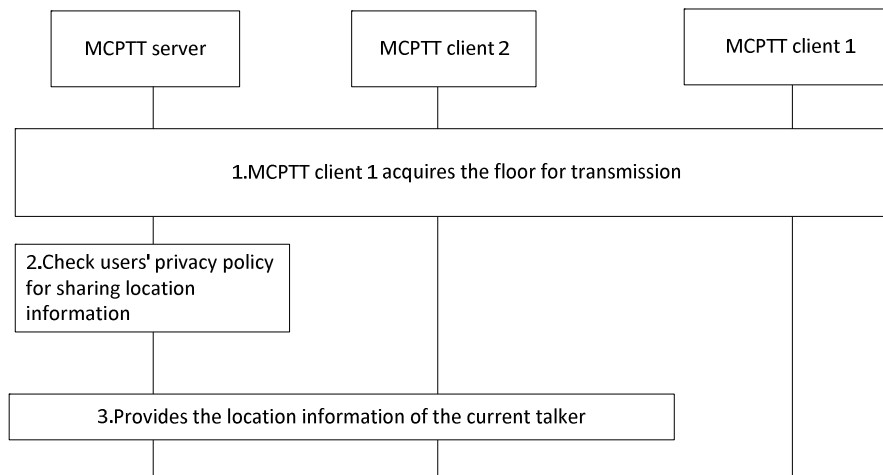 MCPTT server
MCPTT client 2
MCPTT client 1
1.MCPTT client 1 acquires the floor for transmission
2.Check users' privacy policy
for sharing location
information
3.Provides the location information of the current talker